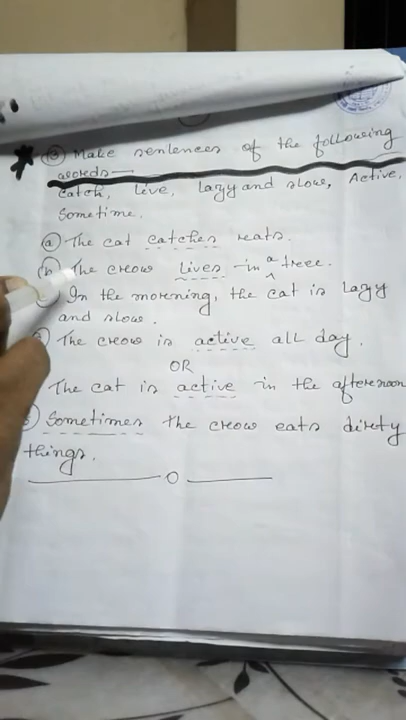 Make sentences of the following
words—
Catch, live, lazy and slow, Active,
Sometime.
(a) The cat catches reats.
(b) The crow lives in a tree.
In the morning, the cat is lazy
and slow.
The crow is active all day.
OR
The cat is active in the afternoon
Sometimes the crow eats dirty
things.